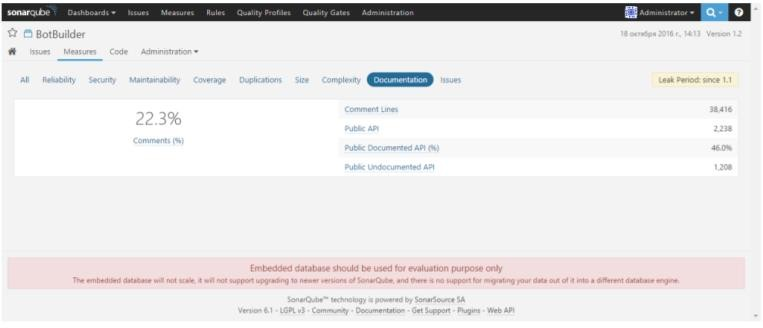 sonarqube Dashboards Issues Measures Rules Quality Profiles Quality Gates Administration Administrator
BotBuilder 18 октября 2016 г., 14:13 Version 1.2
Issues Measures Code Administration
All Reliability Security Maintainability Coverage Duplications Size Complexity Documentation Issues Leak Period: since 1.1
22.3%
Comments (%)
Comment Lines 38,416
Public API 2,238
Public Documented API (%) 46.0%
Public Undocumented API 1,208
Embedded database should be used for evaluation purpose only
The embedded database will not scale, it will not support upgrading to newer versions of SonarQube, and there is no support for migrating your data out of it into a different database engine.
SonarQube™ technology is powered by SonarSource SA
Version 6.1 - LGPL v3 - Community - Documentation - Get Support - Plugins - Web API